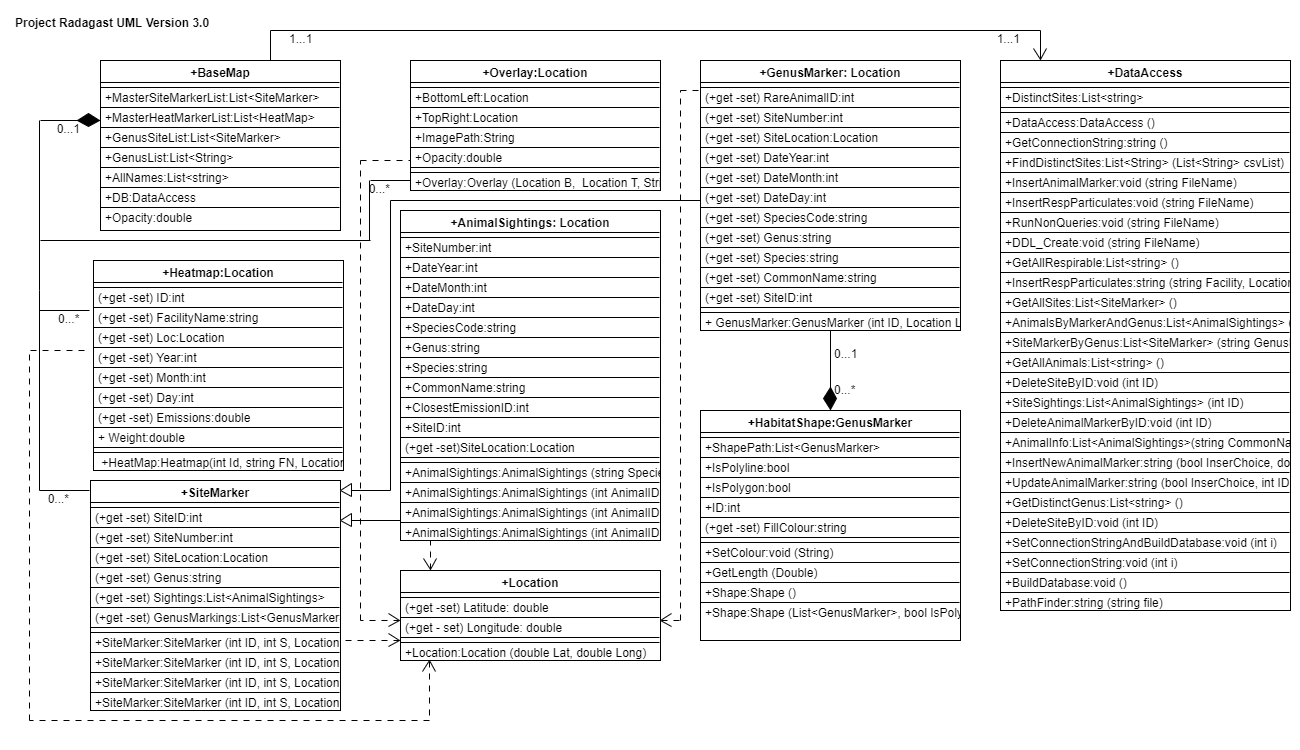 Project Radagast UML Version 3.0
1...1
1...1
+BaseMap
+MasterSiteMarkerList:List<SiteMarker>
+MasterHeatMarkerList:List<HeatMap>
+GenusSiteList:List<SiteMarker>
+GenusList:List<String>
+AllNames:List<string>
+DB:DataAccess
+Opacity:double
0...1
+Overlay:Location
+BottomLeft:Location
+TopRight:Location
+ImagePath:String
+Opacity:double
+Overlay:Overlay (Location B,  Location T, Stri
0...*
+GenusMarker: Location
(+get -set) RareAnimalID:int
(+get -set) SiteNumber:int
(+get -set) SiteLocation:Location
(+get -set) DateYear:int
(+get -set) DateMonth:int
(+get -set) DateDay:int
(+get -set) SpeciesCode:string
(+get -set) Genus:string
(+get -set) Species:string
(+get -set) CommonName:string
(+get -set) SiteID:int
+ GenusMarker:GenusMarker (int ID, Location L
0...1
0...*
+DataAccess
+DistinctSites:List<string>
+DataAccess:DataAccess ()
+GetConnectionString:string ()
+FindDistinctSites:List<String> (List<String> csvList)
+InsertAnimalMarker:void (string FileName)
+InsertRespParticulates:void (string FileName)
+RunNonQueries:void (string FileName)
+DDL_Create:void (string FileName)
+GetAllRespirable:List<string> ()
+InsertRespParticulates:string (string Facility, Location
+GetAllSites:List<SiteMarker> ()
+AnimalsByMarkerAndGenus:List<AnimalSightings> (
+SiteMarkerByGenus:List<SiteMarker> (string Genus
+GetAllAnimals:List<string> ()
+DeleteSiteByID:void (int ID)
+SiteSightings:List<AnimalSightings> (int ID)
+DeleteAnimalMarkerByID:void (int ID)
+AnimalInfo:List<AnimalSightings>(string CommonNa
+InsertNewAnimalMarker:string (bool InserChoice, do
+UpdateAnimalMarker:string (bool InserChoice, int ID
+GetDistinctGenus:List<string> ()
+DeleteSiteByID:void (int ID)
+SetConnectionStringAndBuildDatabase:void (int i)
+SetConnectionString:void (int i)
+BuildDatabase:void ()
+PathFinder:string (string file)
+AnimalSightings: Location
+SiteNumber:int
+DateYear:int
+DateMonth:int
+DateDay:int
+SpeciesCode:string
+Genus:string
+Species:string
+CommonName:string
+ClosestEmissionID:int
+SiteID:int
(+get -set)SiteLocation:Location
+AnimalSightings:AnimalSightings (string Specie
+AnimalSightings:AnimalSightings (int AnimalID
+AnimalSightings:AnimalSightings (int AnimalID
+AnimalSightings:AnimalSightings (int AnimalID
+Heatmap:Location
(+get -set) ID:int
(+get -set) FacilityName:string
(+get -set) Loc:Location
(+get -set) Year:int
(+get -set) Month:int
(+get -set) Day:int
(+get -set) Emissions:double
+ Weight:double
+HeatMap:Heatmap(int Id, string FN, Location
0...*
0...*
+SiteMarker
(+get -set) SiteID:int
(+get -set) SiteNumber:int
(+get -set) SiteLocation:Location
(+get -set) Genus:string
(+get -set) Sightings:List<AnimalSightings>
(+get -set) GenusMarkings:List<GenusMarker
+SiteMarker:SiteMarker (int ID, int S, Location
+SiteMarker:SiteMarker (int ID, int S, Location
+SiteMarker:SiteMarker (int ID, int S, Location
+SiteMarker:SiteMarker (int ID, int S, Location
+Location
(+get -set) Latitude: double
(+get - set) Longitude: double
+Location:Location (double Lat, double Long)
+HabitatShape:GenusMarker
+ShapePath:List<GenusMarker>
+IsPolyline:bool
+IsPolygon:bool
+ID:int
(+get -set) FillColour:string
+SetColour:void (String)
+GetLength (Double)
+Shape:Shape ()
+Shape:Shape (List<GenusMarker>, bool IsPoly